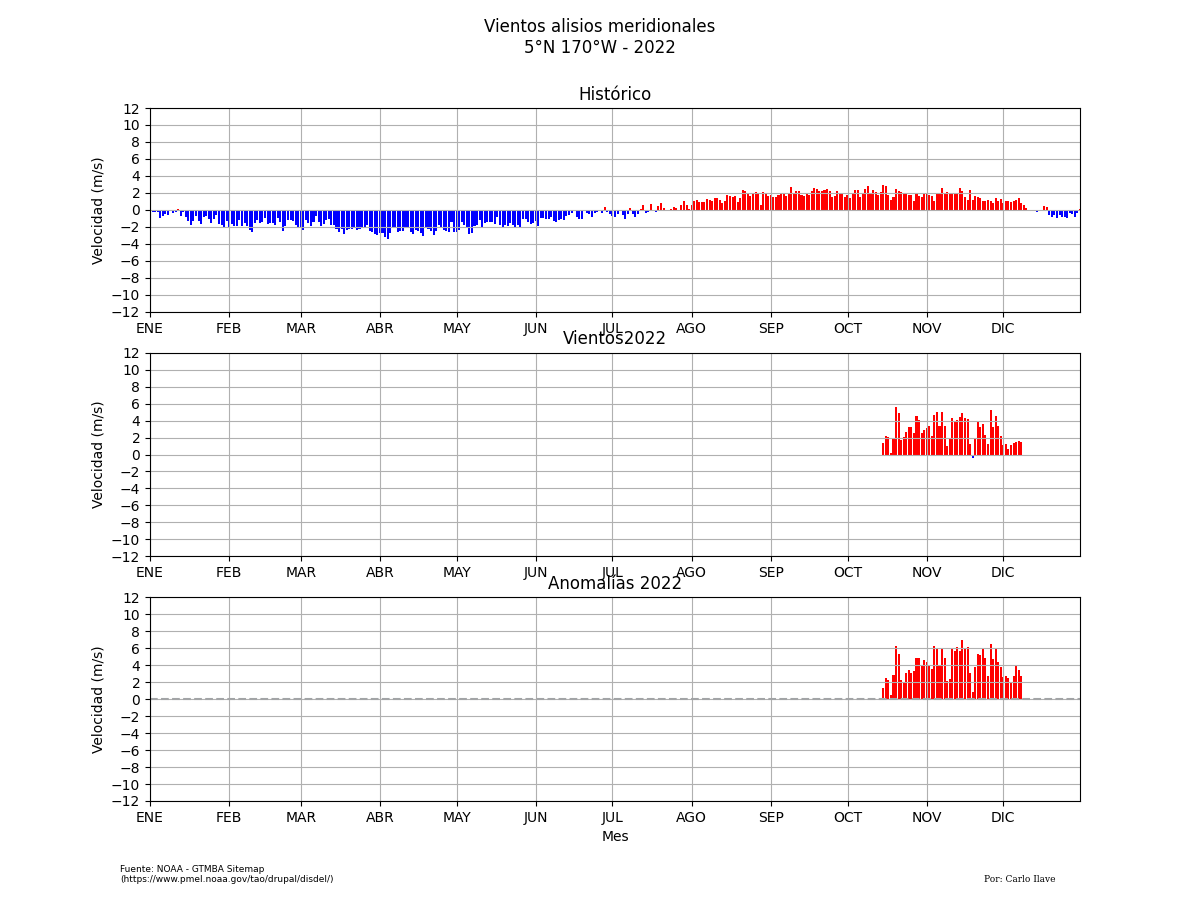 Vientos alisios meridionales
5°N 170°W - 2022
Histórico
12
10
8
6
4
2
0
−2
−4
−6
−8
−10
−12
Velocidad (m/s)
ENE FEB MAR ABR MAY JUN JUL AGO SEP OCT NOV DIC
Vientos2022
12
10
8
6
4
2
0
−2
−4
−6
−8
−10
−12
Velocidad (m/s)
ENE FEB MAR ABR MAY JUN JUL AGO SEP OCT NOV DIC
Anomalías 2022
12
10
8
6
4
2
0
−2
−4
−6
−8
−10
−12
Velocidad (m/s)
ENE FEB MAR ABR MAY JUN JUL AGO SEP OCT NOV DIC
Mes
Fuente: NOAA - GTMBA Sitemap
(https://www.pmel.noaa.gov/tao/drupal/disdel/)
Por: Carlo Ilave